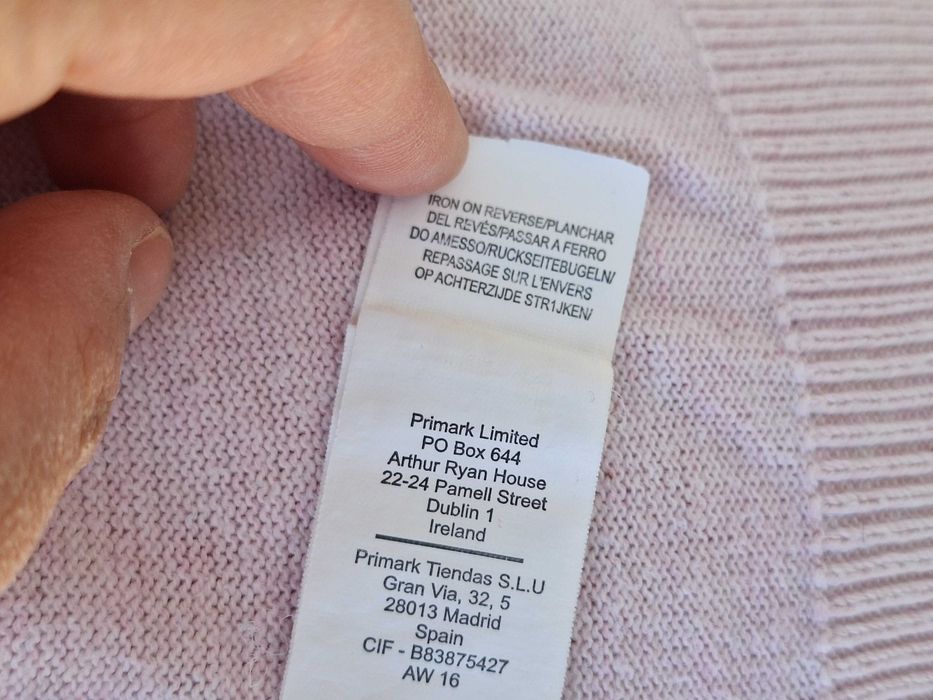 IRON ON REVERSE/PLANCHAR
DEL REVÉS/PASSAR A FERRO
DO AMESSO/RUCKSEITEBUGELN/
REPASSAGE SUR L'ENVERS
OP ACHTERZIJDE STR1JKEN/
Primark Limited
PO Box 644
Arthur Ryan House
22-24 Pamell Street
Dublin 1
Ireland
Primark Tiendas S.L.U
Gran Via, 32, 5
28013 Madrid
Spain
CIF - B83875427
AW 16